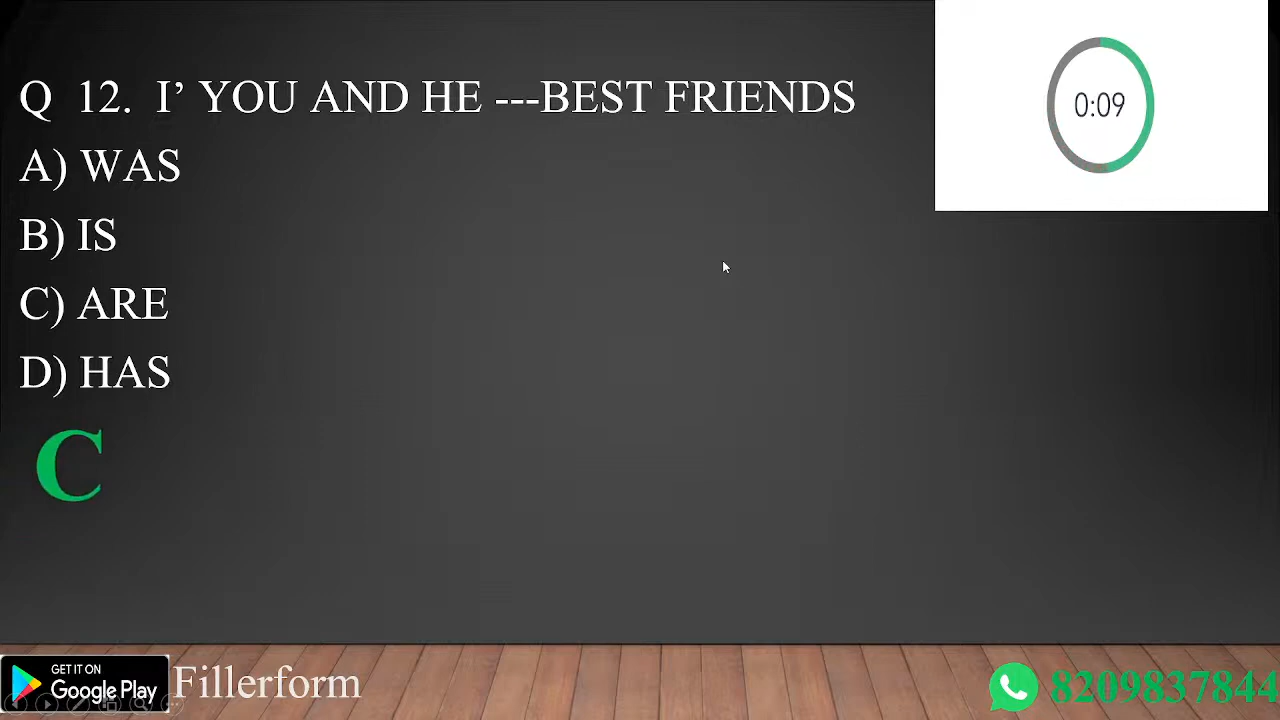 Q 12. I’ YOU AND HE ---BEST FRIENDS
0:09
A) WAS
B) IS
C) ARE
D) HAS
C
GET IT ON
Google Play
Fillerform
8209837844